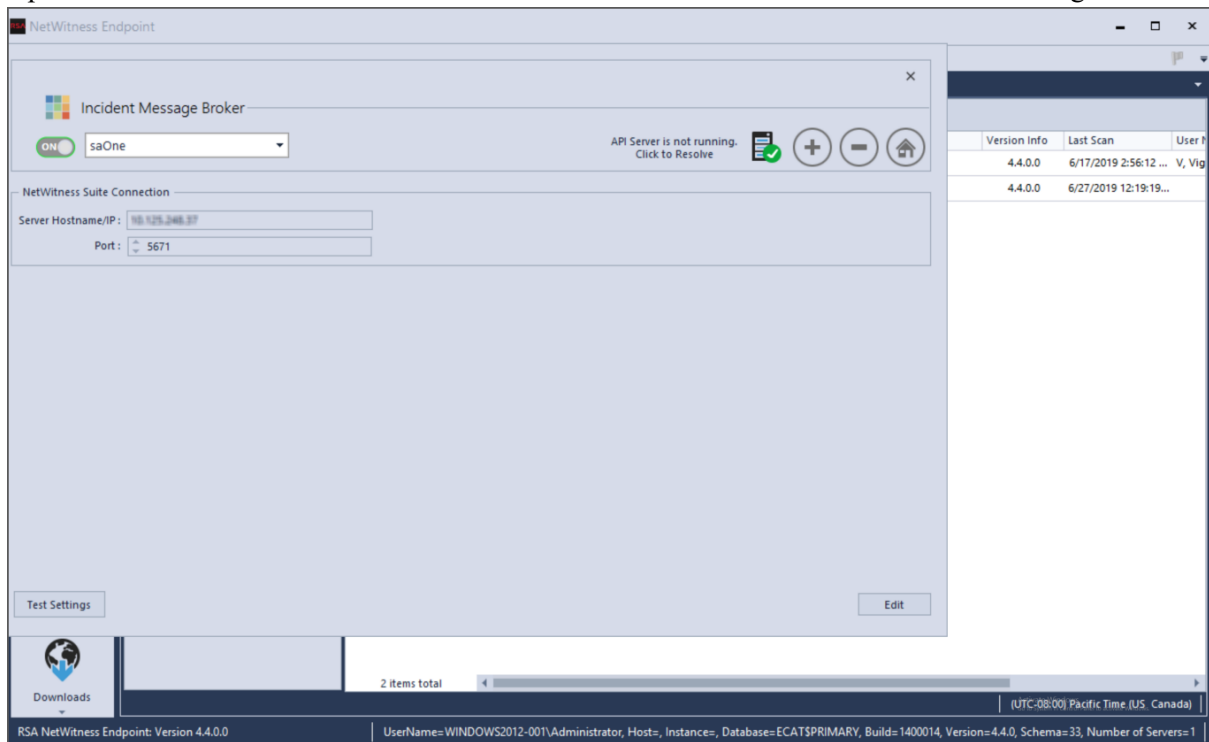 RSA NetWitness Endpoint
Incident Message Broker
ON saOne
API Server is not running.
Click to Resolve
Version Info Last Scan User
4.4.0.0 6/17/2019 2:56:12 ... V, Vig
4.4.0.0 6/27/2019 12:19:19...
NetWitness Suite Connection
Server Hostname/IP :
Port : 5671
Test Settings Edit
2 items total
Downloads
(UTC-08:00) Pacific Time (US, Canada)
RSA NetWitness Endpoint: Version 4.4.0.0 UserName=WINDOWS2012-001\Administrator, Host=, Instance=, Database=ECAT$PRIMARY, Build=1400014, Version=4.4.0, Schema=33, Number of Servers=1